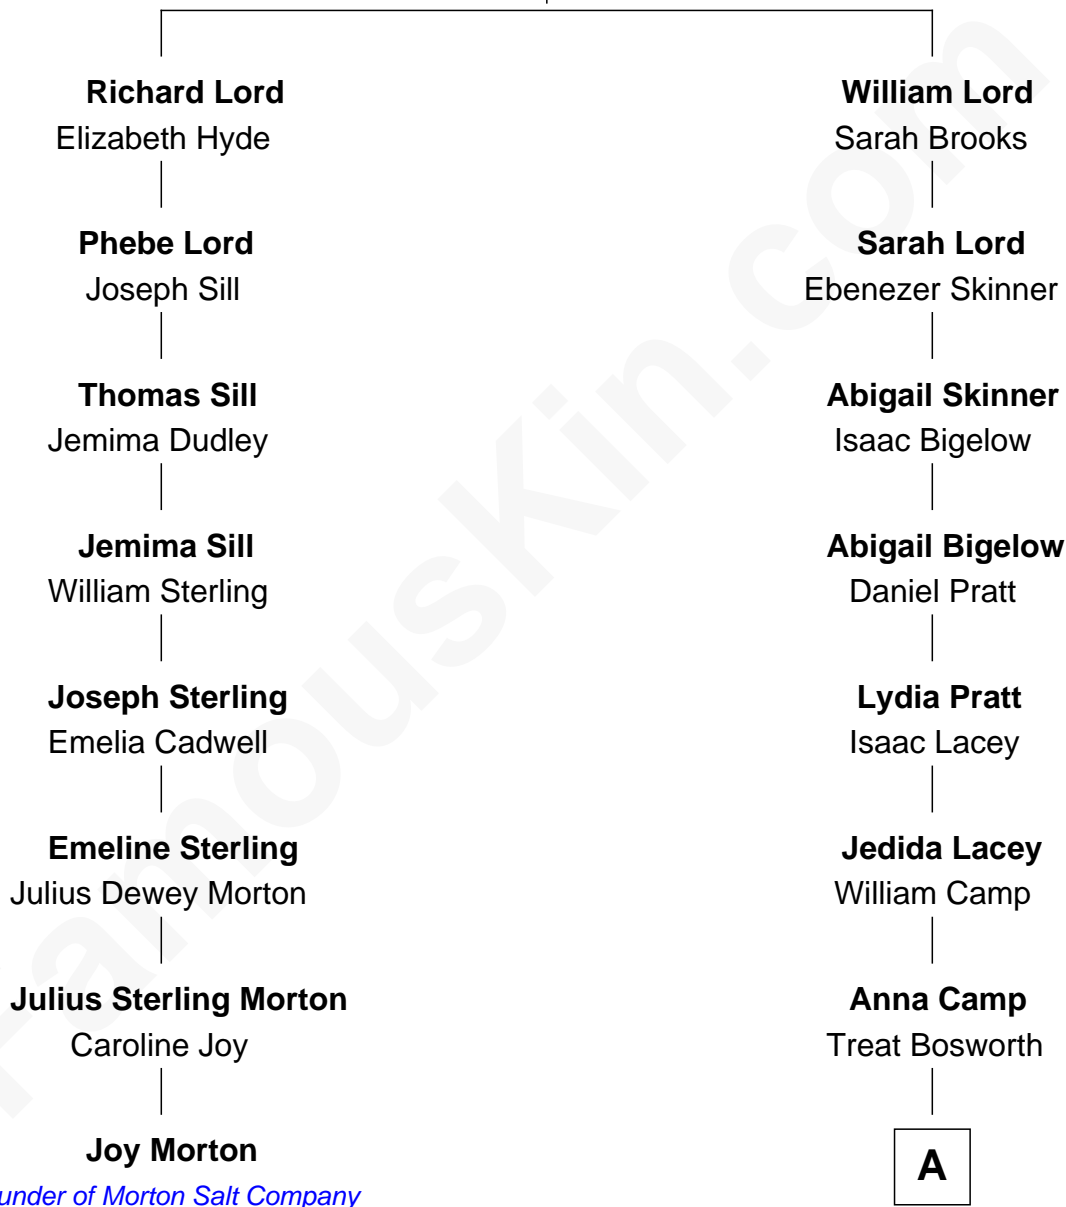 Richard Lord
Elizabeth Hyde
Phebe Lord
Joseph Sill
Thomas Sill
Jemima Dudley
Jemima Sill
William Sterling
Joseph Sterling
Emelia Cadwell
Emeline Sterling
Julius Dewey Morton
Julius Sterling Morton
Caroline Joy
Joy Morton
under of Morton Salt Company
William Lord
Sarah Brooks
Sarah Lord
Ebenezer Skinner
Abigail Skinner
Isaac Bigelow
Abigail Bigelow
Daniel Pratt
Lydia Pratt
Isaac Lacey
Jedida Lacey
William Camp
Anna Camp
Treat Bosworth
A
FamousKin.com